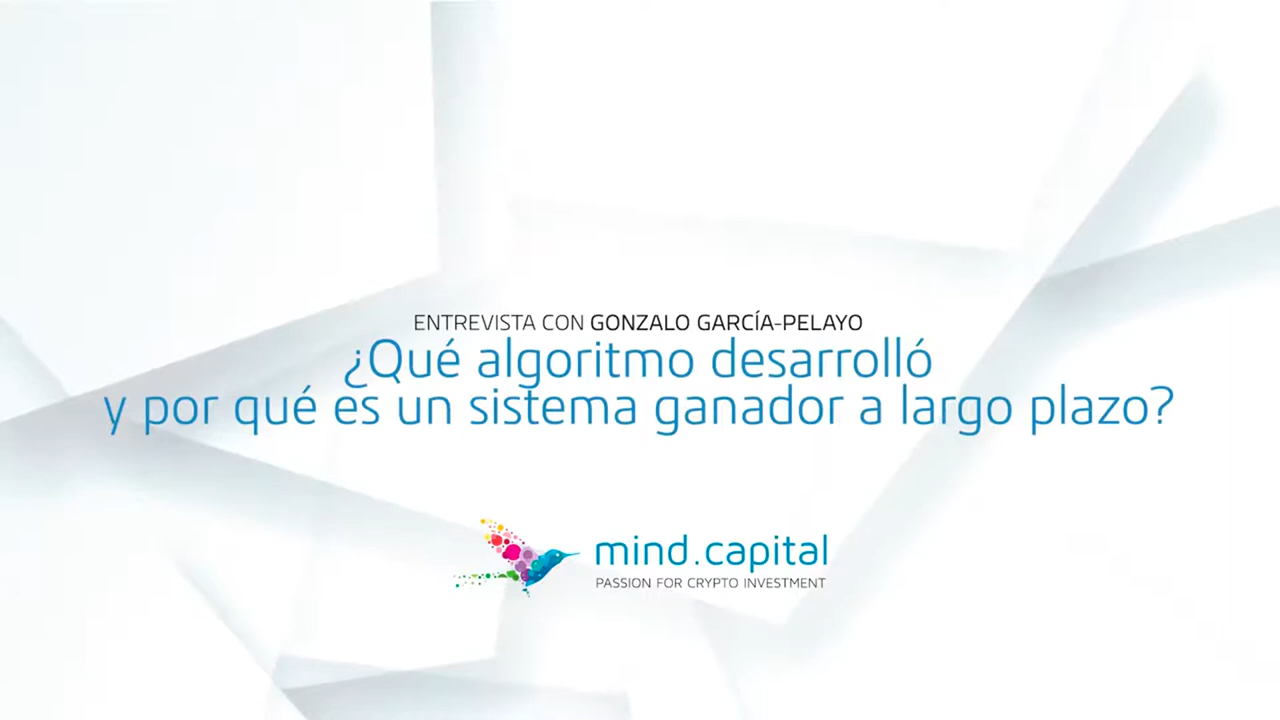 ENTREVISTA CON GONZALO GARCÍA-PELAYO
¿Qué algoritmo desarrolló
y por qué es un sistema ganador a largo plazo?
mind.capital
PASSION FOR CRYPTO INVESTMENT